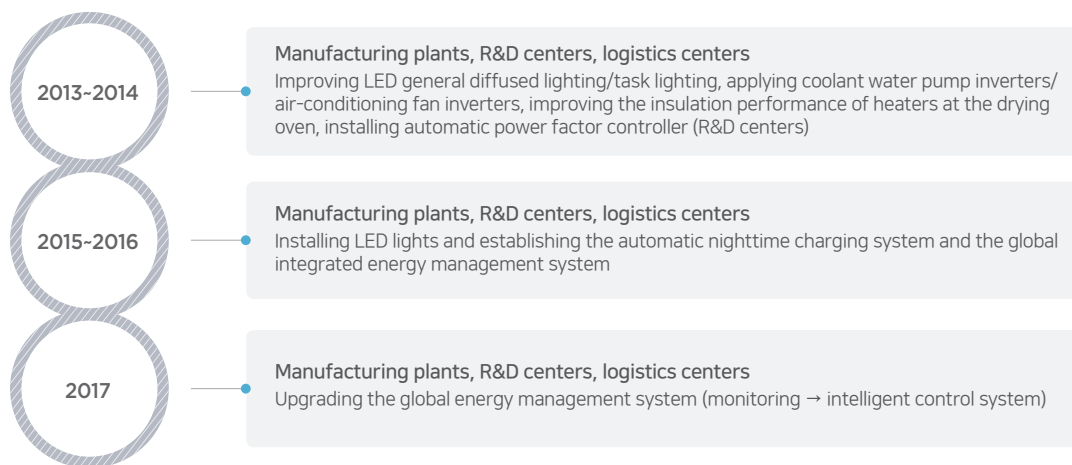 2013~2014
Manufacturing plants, R&D centers, logistics centers
Improving LED general diffused lighting/task lighting, applying coolant water pump inverters/
air-conditioning fan inverters, improving the insulation performance of heaters at the drying
oven, installing automatic power factor controller (R&D centers)
2015~2016
Manufacturing plants, R&D centers, logistics centers
Installing LED lights and establishing the automatic nighttime charging system and the global
integrated energy management system
2017
Manufacturing plants, R&D centers, logistics centers
Upgrading the global energy management system (monitoring → intelligent control system)